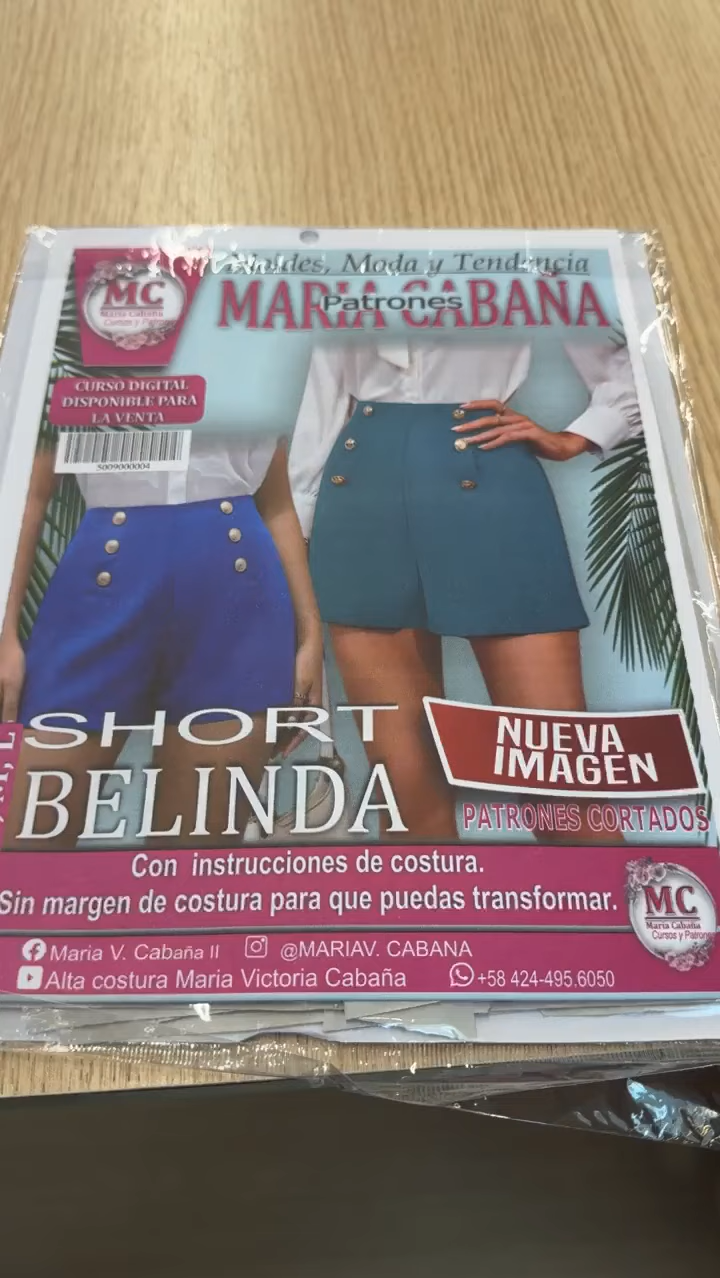 Moldes, Moda y Tendencia
MARIA CABAÑA
Patrones
MC
Maria Cabaña
Cursos y Patrones
CURSO DIGITAL
DISPONIBLE PARA
LA VENTA
5009000004
SHORT
BELINDA
NUEVA
IMAGEN
PATRONES CORTADOS
Con instrucciones de costura.
Sin margen de costura para que puedas transformar.
MC
Maria Cabaña
Cursos y Patrone
Maria V. Cabaña II
@MARIAV. CABANA
Alta costura Maria Victoria Cabaña
+58 424-495.6050